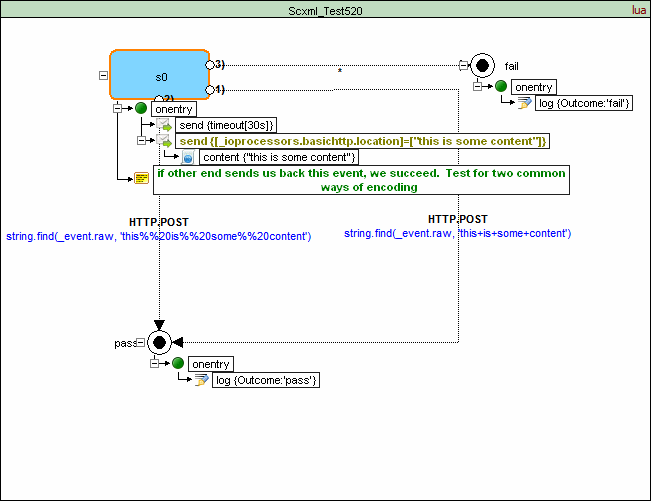 Scxml_Test520
lua
s0
3)
1)
2)
*
fail
onentry
log {Outcome:'fail'}
onentry
send {timeout[30s]}
send {[_ioprocessors.basichttp.location]=["this is some content"]}
content {"this is some content"}
if other end sends us back this event, we succeed.  Test for two common
ways of encoding
HTTP.POST
string.find(_event.raw, 'this%%20is%%20some%%20content')
HTTP.POST
string.find(_event.raw, 'this+is+some+content')
pass
onentry
log {Outcome:'pass'}